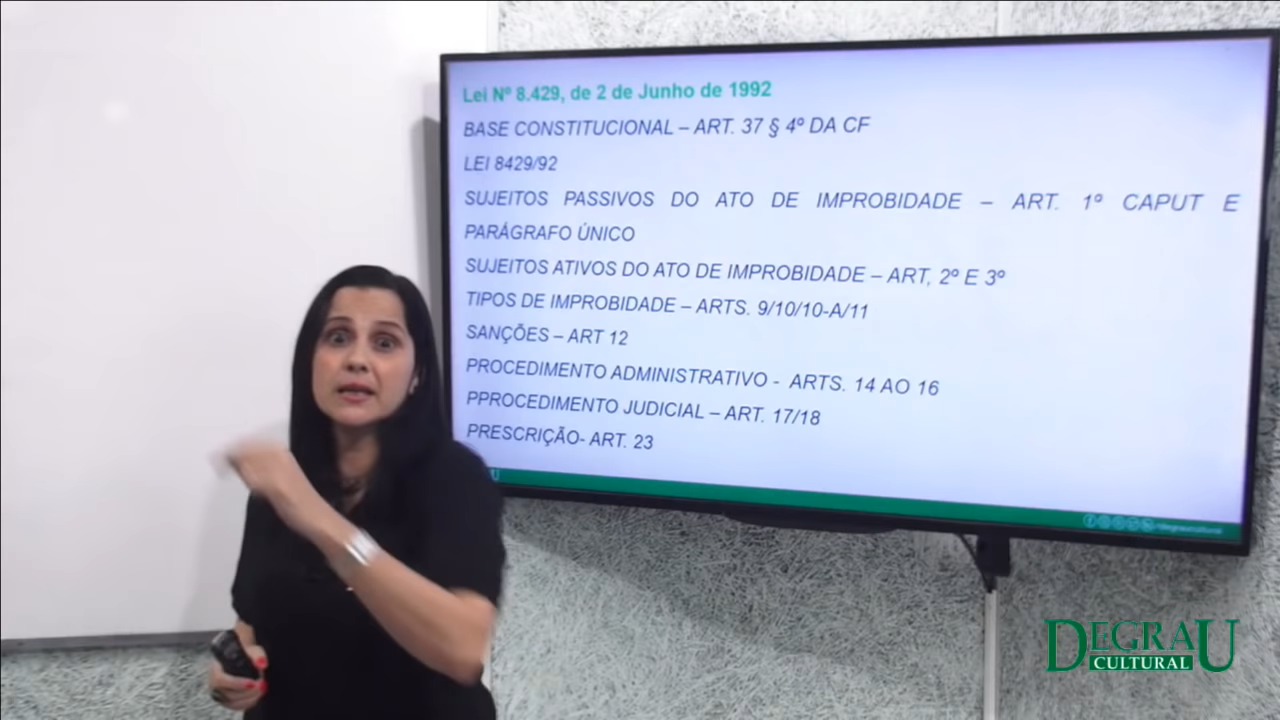 Lei Nº 8.429, de 2 de Junho de 1992
BASE CONSTITUCIONAL – ART. 37 § 4º DA CF
LEI 8429/92
SUJEITOS PASSIVOS DO ATO DE IMPROBIDADE – ART. 1º CAPUT E
PARÁGRAFO ÚNICO
SUJEITOS ATIVOS DO ATO DE IMPROBIDADE – ART, 2º E 3º
TIPOS DE IMPROBIDADE – ARTS. 9/10/10-A/11
SANÇÕES – ART 12
PROCEDIMENTO ADMINISTRATIVO - ARTS. 14 AO 16
PPROCEDIMENTO JUDICIAL – ART. 17/18
PRESCRIÇÃO- ART. 23
DEGRAU
CULTURAL